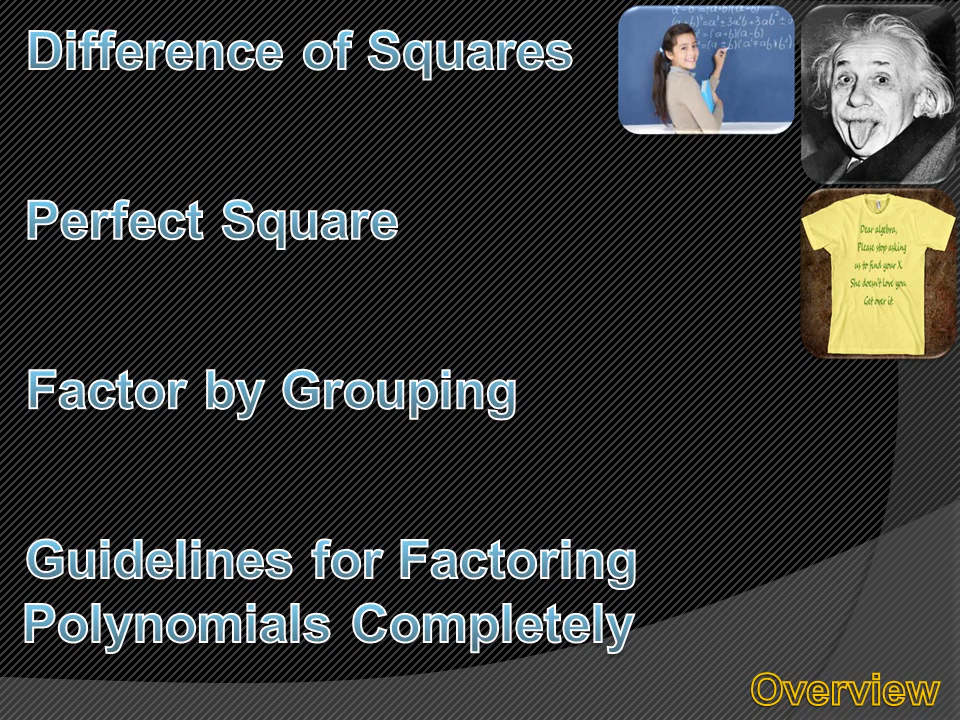 Difference of Squares
Perfect Square
Factor by Grouping
Guidelines for Factoring
Polynomials Completely
Overview
Dear algebra,
Please stop asking
us to find your X.
She doesn't love you.
Get over it